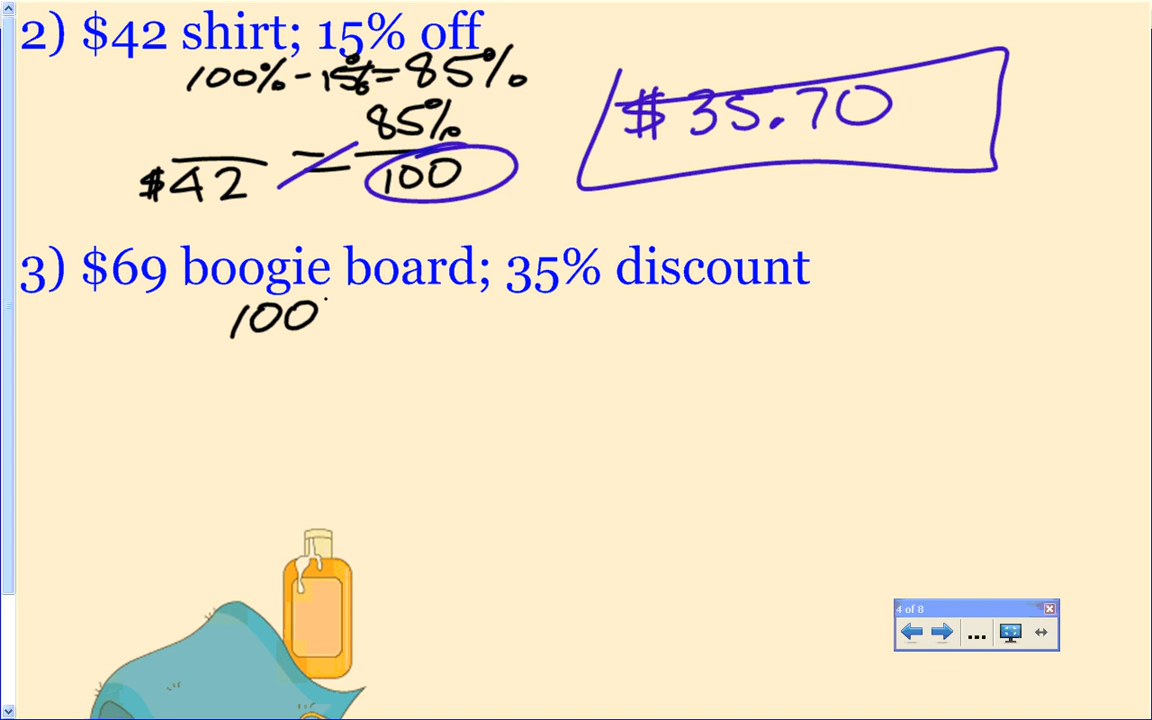 2) $42 shirt; 15% off
100% - 15% = 85%
85%
$42 = 100
$35.70
3) $69 boogie board; 35% discount
100
4 of 8
...